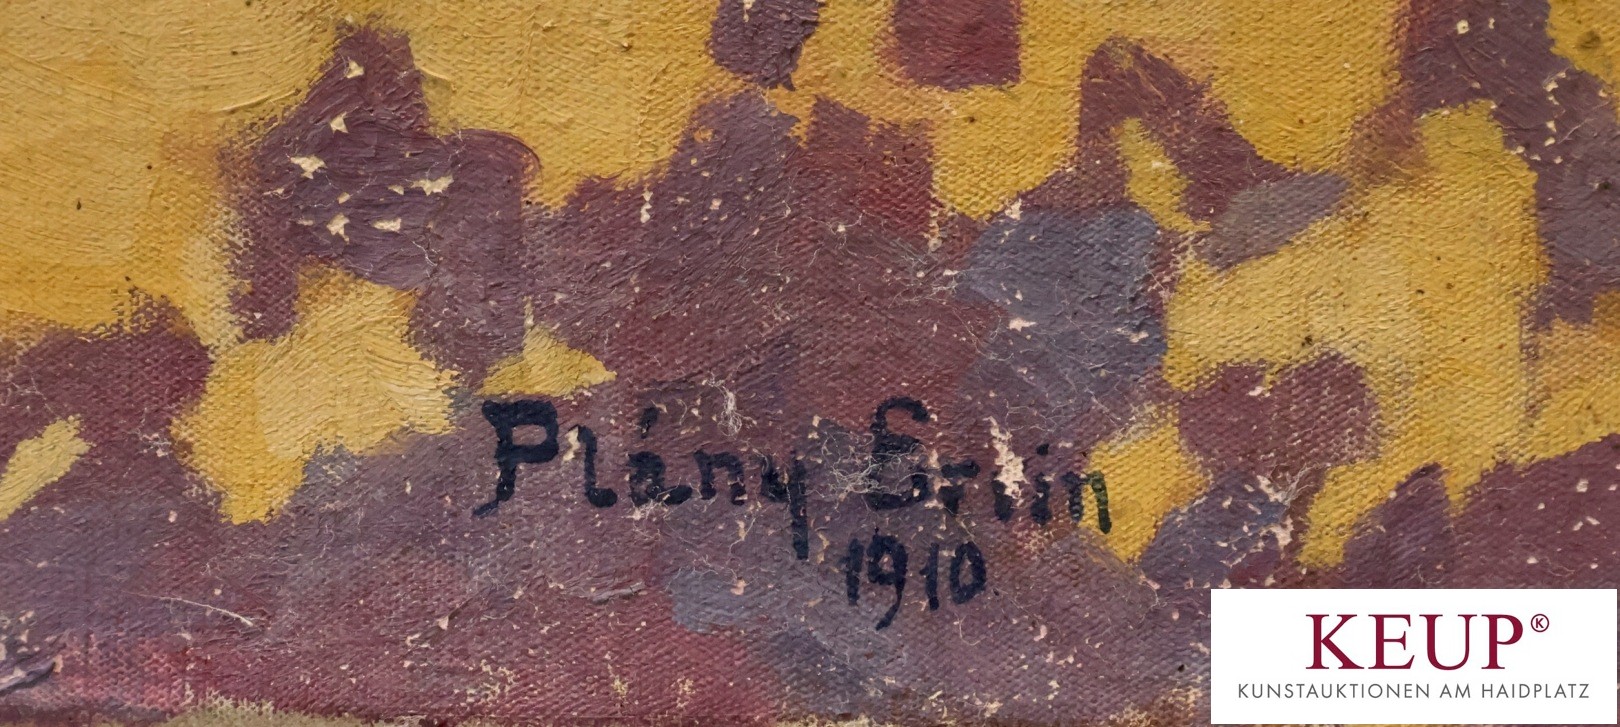 Plány Ervin
1910
KEUP®
KUNSTAUKTIONEN AM HAIDPLATZ